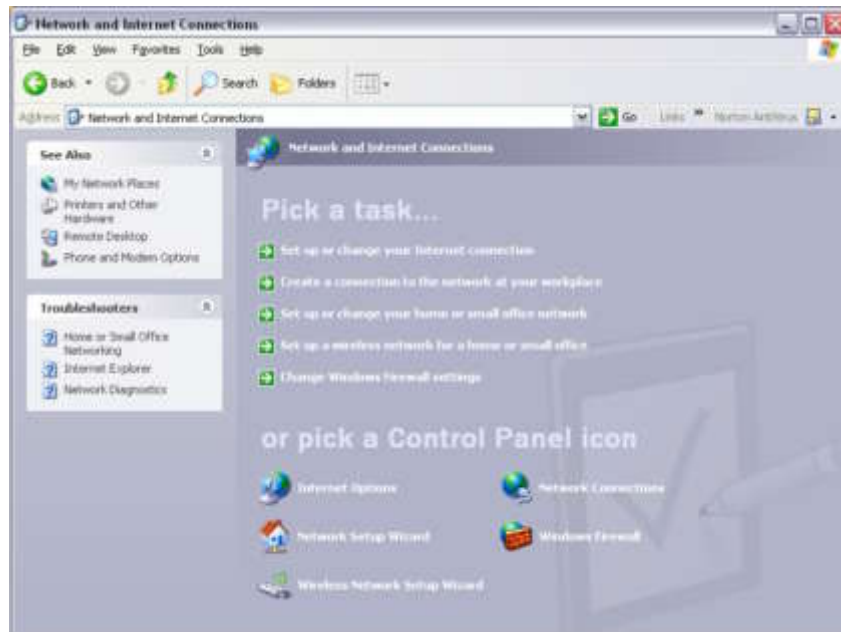 Network and Internet Connections
File Edit View Favorites Tools Help
Back Search Folders
Address Network and Internet Connections Go Links Norton AntiVirus
See Also
My Network Places
Printers and Other
Hardware
Remote Desktop
Phone and Modem Options
Troubleshooters
Home or Small Office
Networking
Internet Explorer
Network Diagnostics
Network and Internet Connections
Pick a task...
Set up or change your Internet connection
Create a connection to the network at your workplace
Set up or change your home or small office network
Set up a wireless network for a home or small office
Change Windows Firewall settings
or pick a Control Panel icon
Internet Options Network Connections
Network Setup Wizard Windows Firewall
Wireless Network Setup Wizard